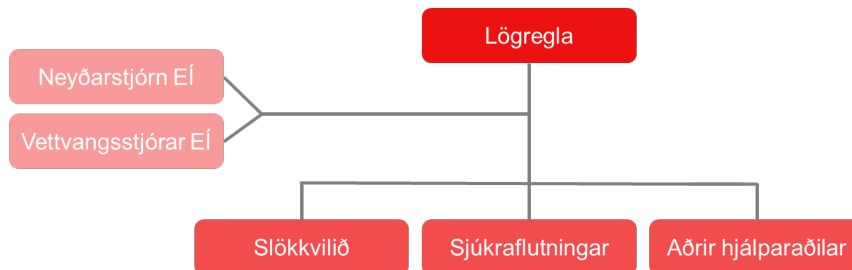 Lögregla
Neyðarstjórn EÍ
Vettvangsstjórar EÍ
Slökkvilið
Sjúkraflutningar
Aðrir hjálparaðilar